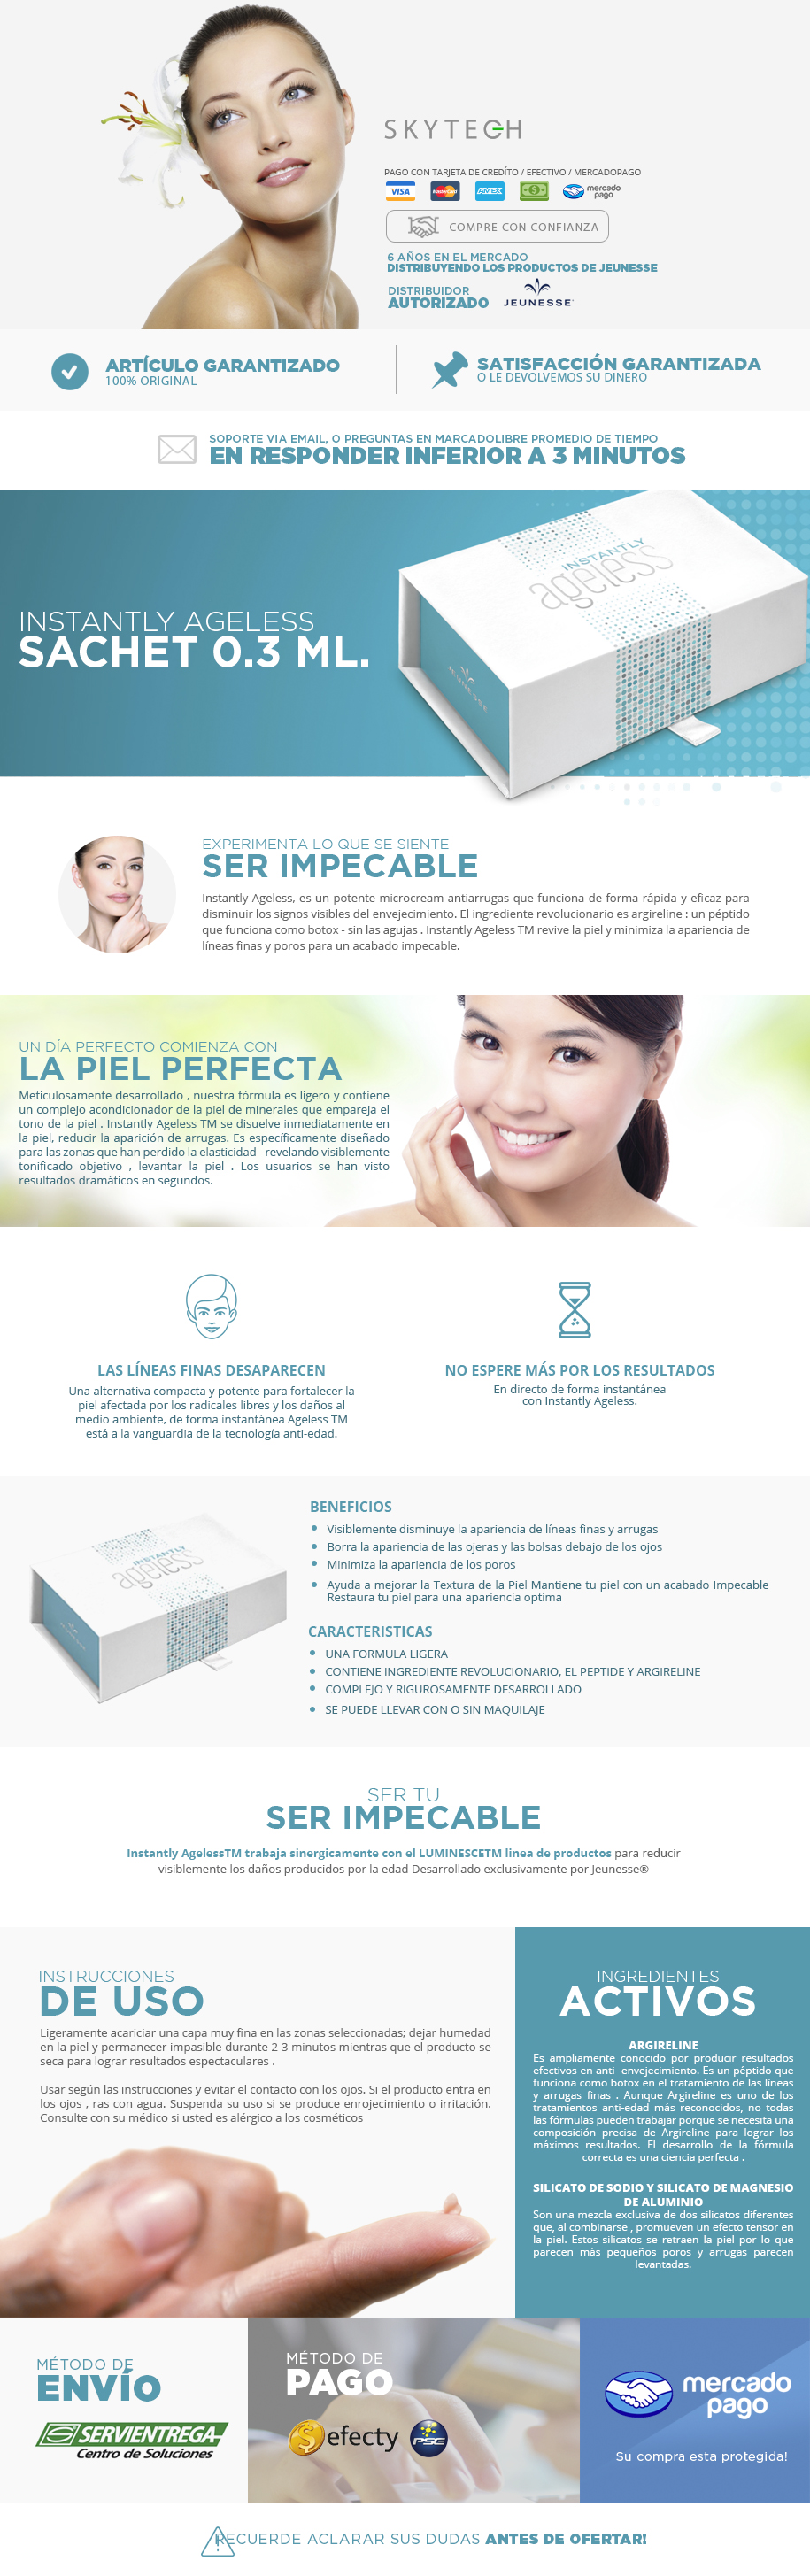 SKYTECH
PAGO CON TARJETA DE CREDÍTO / EFECTIVO / MERCADOPAGO
VISA
MasterCard
AMEX
mercado
pago
COMPRE CON CONFIANZA
6 AÑOS EN EL MERCADO
DISTRIBUYENDO LOS PRODUCTOS DE JEUNESSE
DISTRIBUIDOR
AUTORIZADO
JEUNESSE
ARTÍCULO GARANTIZADO
100% ORIGINAL
SATISFACCIÓN GARANTIZADA
O LE DEVOLVEMOS SU DINERO
SOPORTE VIA EMAIL, O PREGUNTAS EN MARCADOLIBRE PROMEDIO DE TIEMPO
EN RESPONDER INFERIOR A 3 MINUTOS
INSTANTLY
ageless
JEUNESSE
INSTANTLY AGELESS
SACHET 0.3 ML.
EXPERIMENTA LO QUE SE SIENTE
SER IMPECABLE
Instantly Ageless, es un potente microcream antiarrugas que funciona de forma rápida y eficaz para
disminuir los signos visibles del envejecimiento. El ingrediente revolucionario es argireline : un péptido
que funciona como botox - sin las agujas . Instantly Ageless TM revive la piel y minimiza la apariencia de
líneas finas y poros para un acabado impecable.
UN DÍA PERFECTO COMIENZA CON
LA PIEL PERFECTA
Meticulosamente desarrollado , nuestra fórmula es ligero y contiene
un complejo acondicionador de la piel de minerales que empareja el
tono de la piel . Instantly Ageless TM se disuelve inmediatamente en
la piel, reducir la aparición de arrugas. Es específicamente diseñado
para las zonas que han perdido la elasticidad - revelando visiblemente
tonificado objetivo , levantar la piel . Los usuarios se han visto
resultados dramáticos en segundos.
LAS LÍNEAS FINAS DESAPARECEN
Una alternativa compacta y potente para fortalecer la
piel afectada por los radicales libres y los daños al
medio ambiente, de forma instantánea Ageless TM
está a la vanguardia de la tecnología anti-edad.
NO ESPERE MÁS POR LOS RESULTADOS
En directo de forma instantánea
con Instantly Ageless.
INSTANTLY
ageless
BENEFICIOS
Visiblemente disminuye la apariencia de líneas finas y arrugas
Borra la apariencia de las ojeras y las bolsas debajo de los ojos
Minimiza la apariencia de los poros
Ayuda a mejorar la Textura de la Piel Mantiene tu piel con un acabado Impecable
Restaura tu piel para una apariencia optima
CARACTERISTICAS
UNA FORMULA LIGERA
CONTIENE INGREDIENTE REVOLUCIONARIO, EL PEPTIDE Y ARGIRELINE
COMPLEJO Y RIGUROSAMENTE DESARROLLADO
SE PUEDE LLEVAR CON O SIN MAQUILAJE
SER TU
SER IMPECABLE
Instantly AgelessTM trabaja sinergicamente con el LUMINESCETM linea de productos para reducir
visiblemente los daños producidos por la edad Desarrollado exclusivamente por Jeunesse®
INSTRUCCIONES
DE USO
Ligeramente acariciar una capa muy fina en las zonas seleccionadas; dejar humedad
en la piel y permanecer impasible durante 2-3 minutos mientras que el producto se
seca para lograr resultados espectaculares .
Usar según las instrucciones y evitar el contacto con los ojos. Si el producto entra en
los ojos , ras con agua. Suspenda su uso si se produce enrojecimiento o irritación.
Consulte con su médico si usted es alérgico a los cosméticos
INGREDIENTES
ACTIVOS
ARGIRELINE
Es ampliamente conocido por producir resultados
efectivos en anti- envejecimiento. Es un péptido que
funciona como botox en el tratamiento de las líneas
y arrugas finas . Aunque Argireline es uno de los
tratamientos anti-edad más reconocidos, no todas
las fórmulas pueden trabajar porque se necesita una
composición precisa de Argireline para lograr los
máximos resultados. El desarrollo de la fórmula
correcta es una ciencia perfecta .
SILICATO DE SODIO Y SILICATO DE MAGNESIO
DE ALUMINIO
Son una mezcla exclusiva de dos silicatos diferentes
que, al combinarse , promueven un efecto tensor en
la piel. Estos silicatos se retraen la piel por lo que
parecen más pequeños poros y arrugas parecen
levantadas.
MÉTODO DE
ENVÍO
SERVIENTREGA
Centro de Soluciones
MÉTODO DE
PAGO
efecty
PSE
mercado
pago
Su compra esta protegida!
RECUERDE ACLARAR SUS DUDAS ANTES DE OFERTAR!